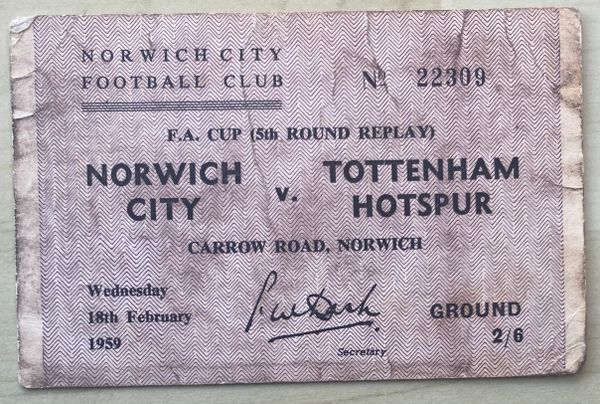 NORWICH CITY
FOOTBALL CLUB
Nº 22309
F.A. CUP (5th ROUND REPLAY)
NORWICH CITY
v.
TOTTENHAM HOTSPUR
CARROW ROAD, NORWICH
Wednesday
18th February
1959
Secretary
GROUND
2/6